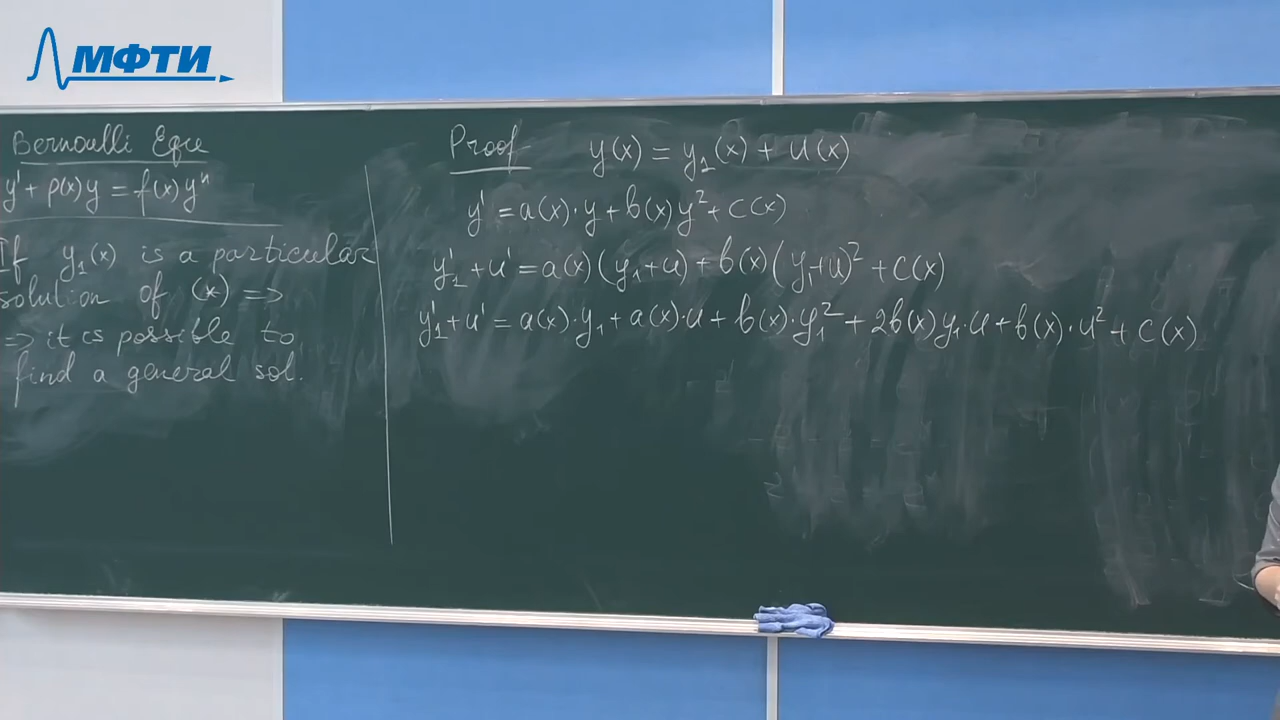 МФТИ
Bernoulli Eque
y' + p(x)y = f(x)yⁿ
If y₁(x) is a particular
solution of (*) =>
=> it is possible to
find a general sol.
Proof y(x) = y₁(x) + u(x)
y' = a(x)·y + b(x)y² + c(x)
y₁' + u' = a(x)(y₁+u) + b(x)(y₁+u)² + c(x)
y₁' + u' = a(x)·y₁ + a(x)·u + b(x)·y₁² + 2b(x)y₁·u + b(x)·u² + c(x)